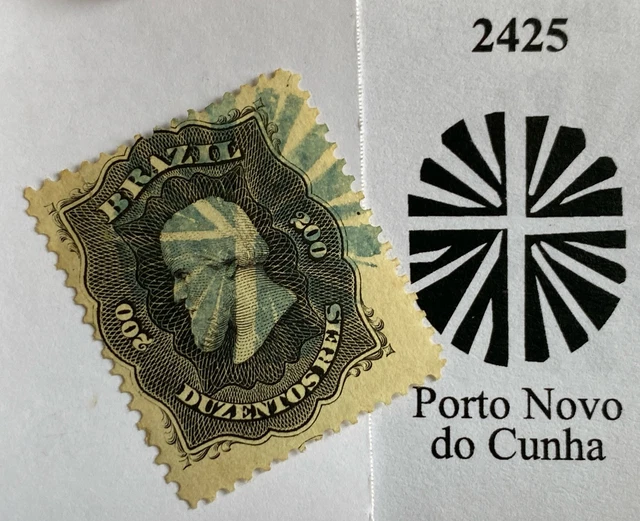 BRAZIL
200
200
DUZENTOS REIS
2425
Porto Novo
do Cunha